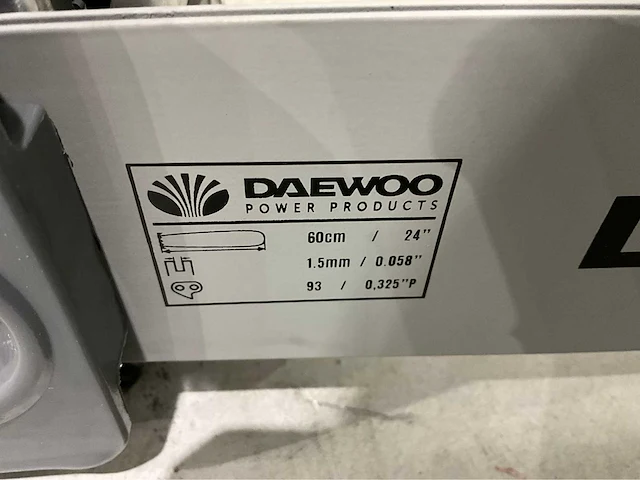 DAEWOO
POWER PRODUCTS
60cm / 24"
1.5mm / 0.058"
93 / 0,325"P